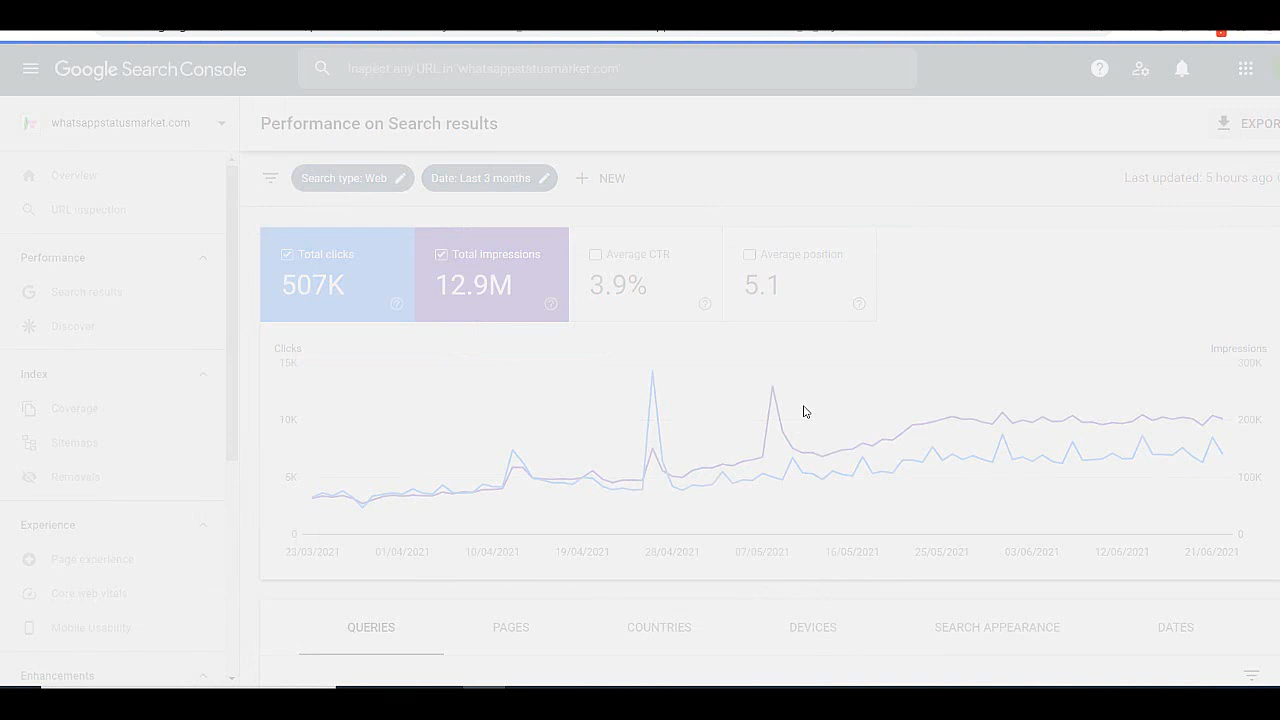 Google Search Console
Inspect any URL in 'whatsappstatusmarket.com'
whatsappstatusmarket.com
Performance on Search results
EXPOR
Overview
Search type: Web
Date: Last 3 months
NEW
Last updated: 5 hours ago
URL inspection
Performance
Total clicks
Total impressions
Average CTR
Average position
507K
12.9M
3.9%
5.1
Search results
Discover
Clicks
Impressions
15K
300K
Index
Coverage
10K
200K
Sitemaps
5K
100K
Removals
0
0
Experience
23/03/2021
01/04/2021
10/04/2021
19/04/2021
28/04/2021
07/05/2021
16/05/2021
25/05/2021
03/06/2021
12/06/2021
21/06/2021
Page experience
Core web vitals
Mobile Usability
QUERIES
PAGES
COUNTRIES
DEVICES
SEARCH APPEARANCE
DATES
Enhancements